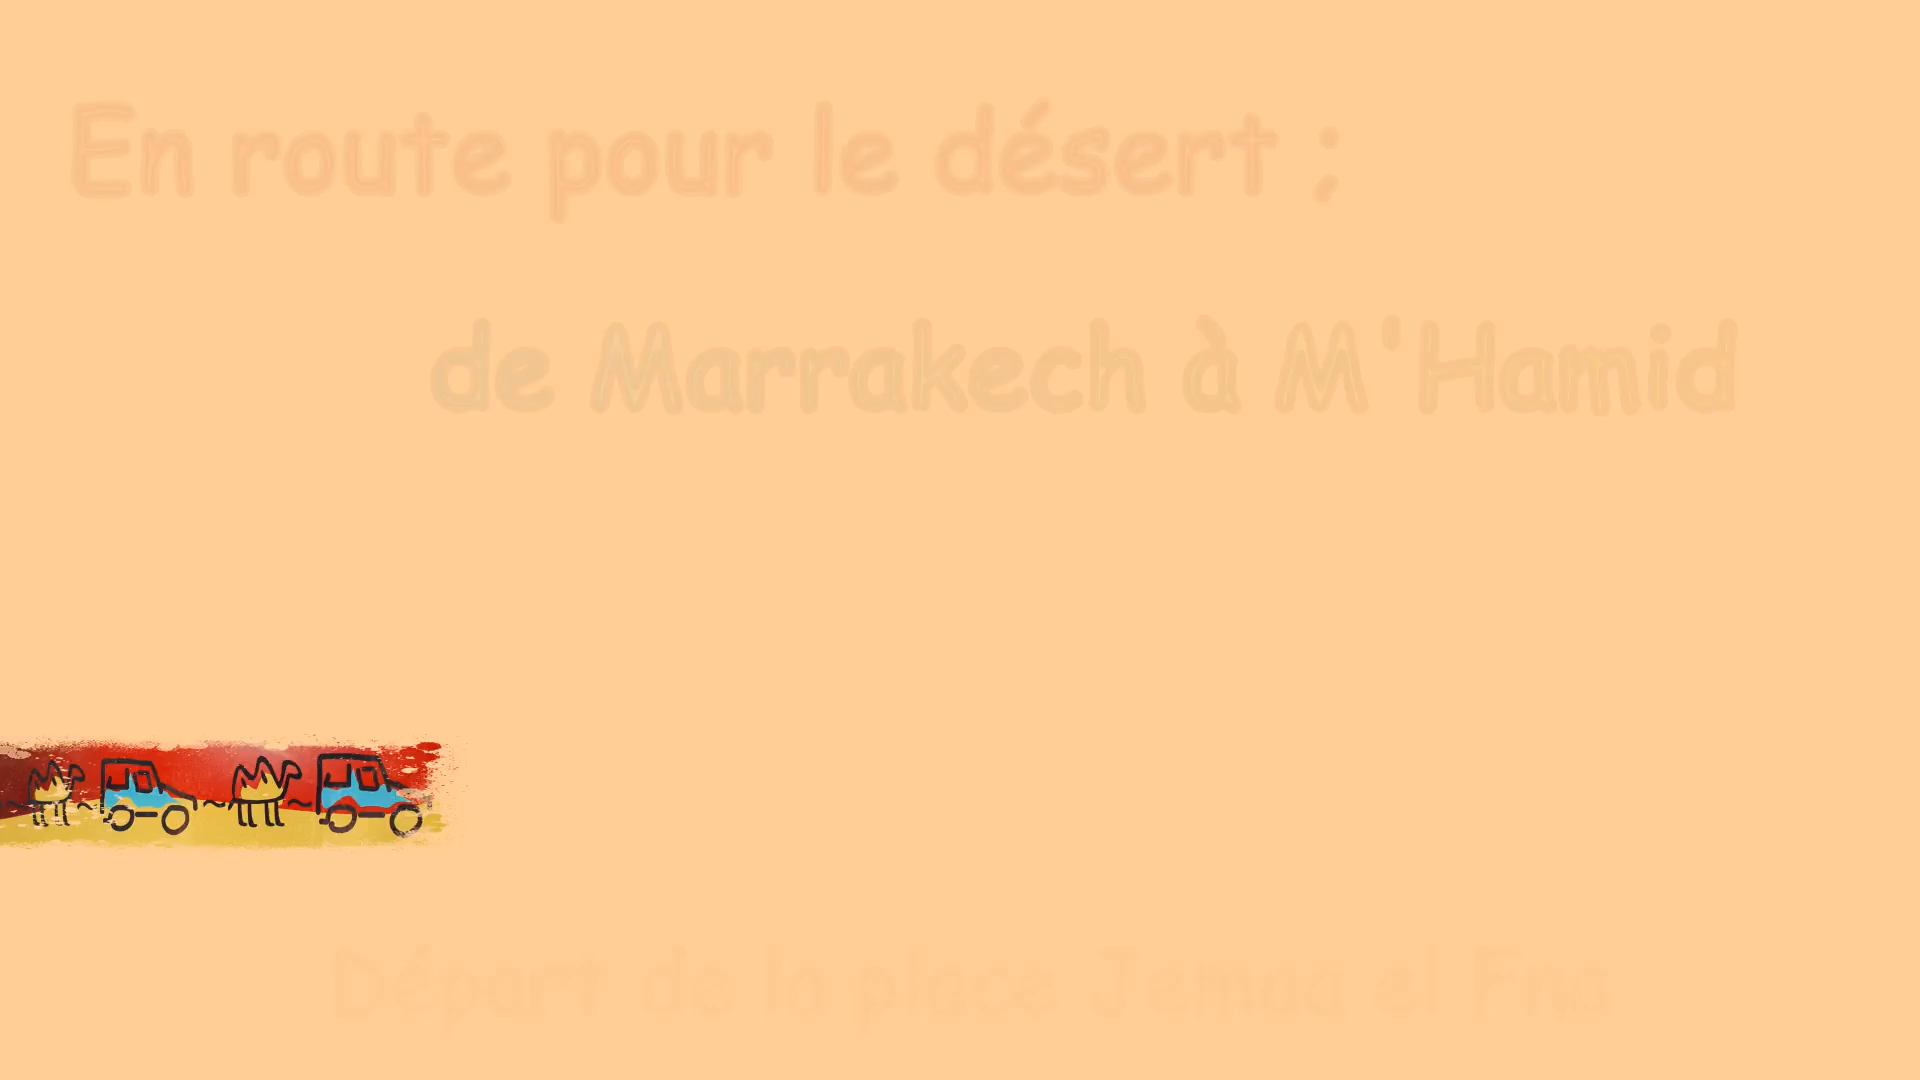 En route pour le désert ;
de Marrakech à M'Hamid
Départ de la place Jemaa el Fna